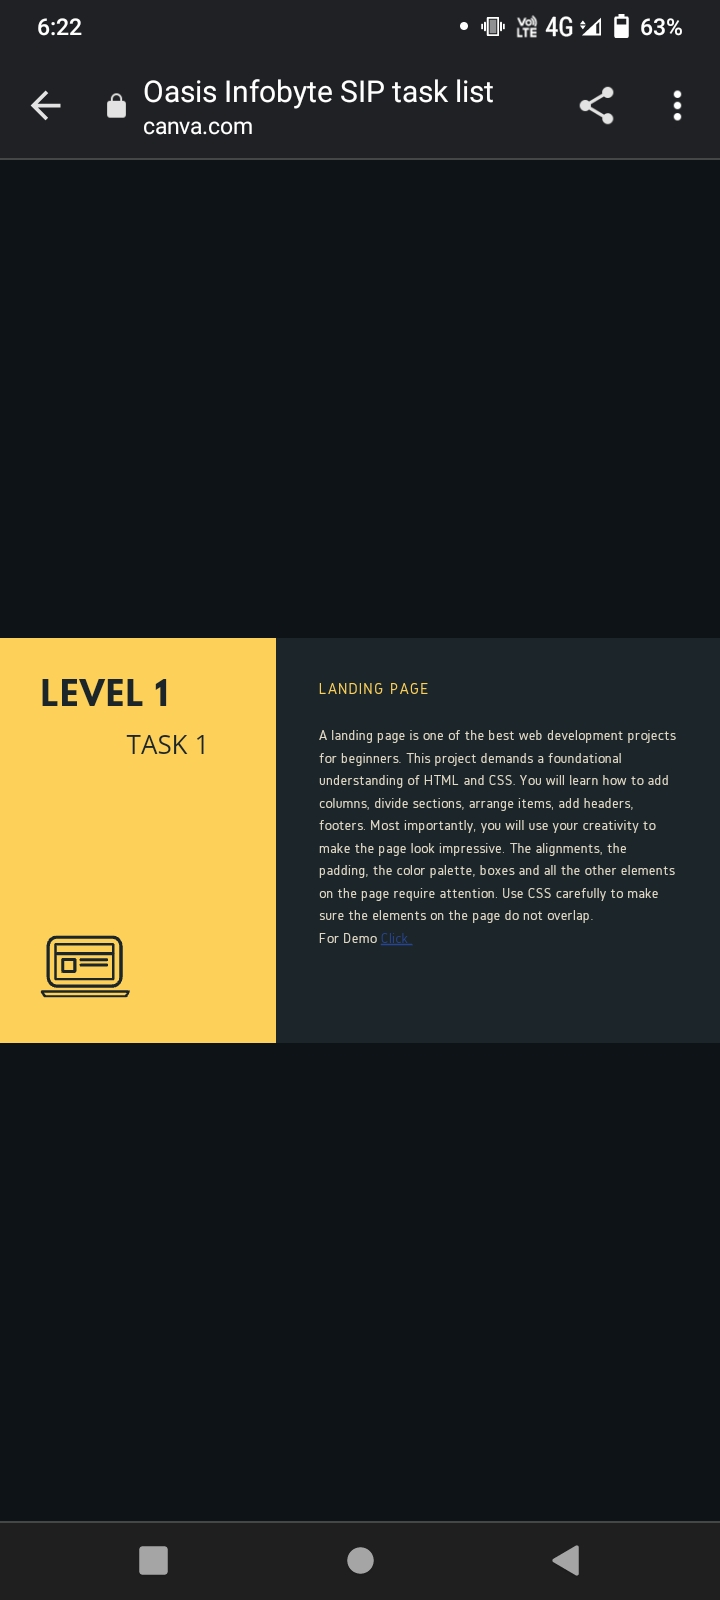 6:22
Vo) LTE 4G 63%
Oasis Infobyte SIP task list
canva.com
LEVEL 1
TASK 1
LANDING PAGE
A landing page is one of the best web development projects
for beginners. This project demands a foundational
understanding of HTML and CSS. You will learn how to add
columns, divide sections, arrange items, add headers,
footers. Most importantly, you will use your creativity to
make the page look impressive. The alignments, the
padding, the color palette, boxes and all the other elements
on the page require attention. Use CSS carefully to make
sure the elements on the page do not overlap.
For Demo Click